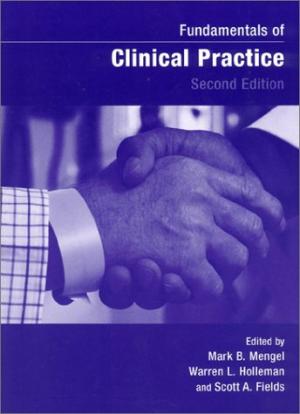 Fundamentals of
Clinical Practice
Second Edition
Edited by
Mark B. Mengel
Warren L. Holleman
and Scott A. Fields